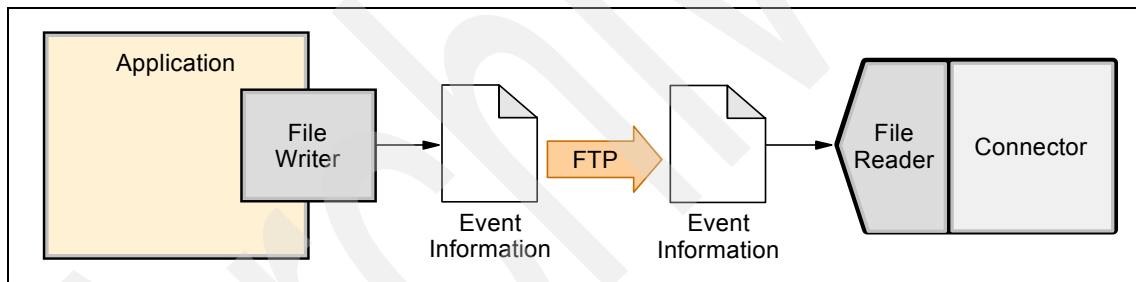 Application
File
Writer
Event
Information
FTP
Event
Information
File
Reader
Connector